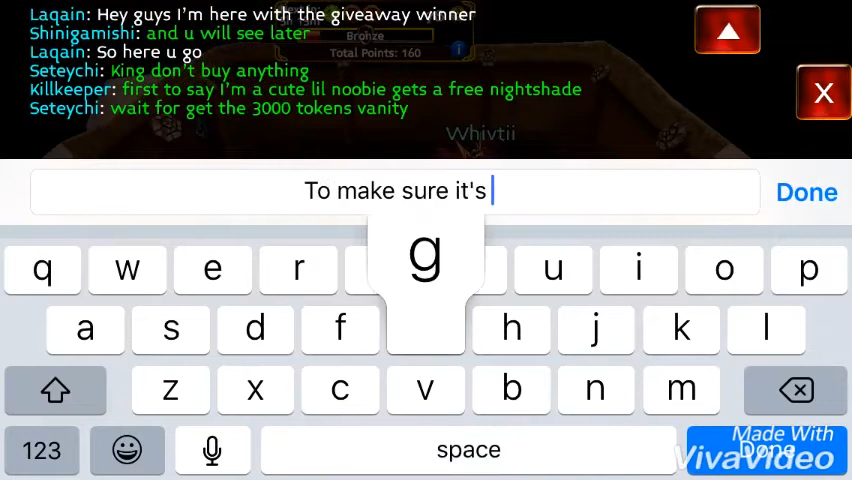 Laqain: Hey guys I'm here with the giveaway winner
Shinigamishi: and u will see later
Bronze
Laqain: So here u go
Total Points: 160
Seteychi: King don't buy anything
Killkeeper: first to say I'm a cute lil noobie gets a free nightshade
Seteychi: wait for get the 3000 tokens vanity
X
Whivtii
To make sure it's
Done
g
q w e r u i o p
a s d f h j k l
z x c v b n m
123
space
Done
Made With
VivaVideo